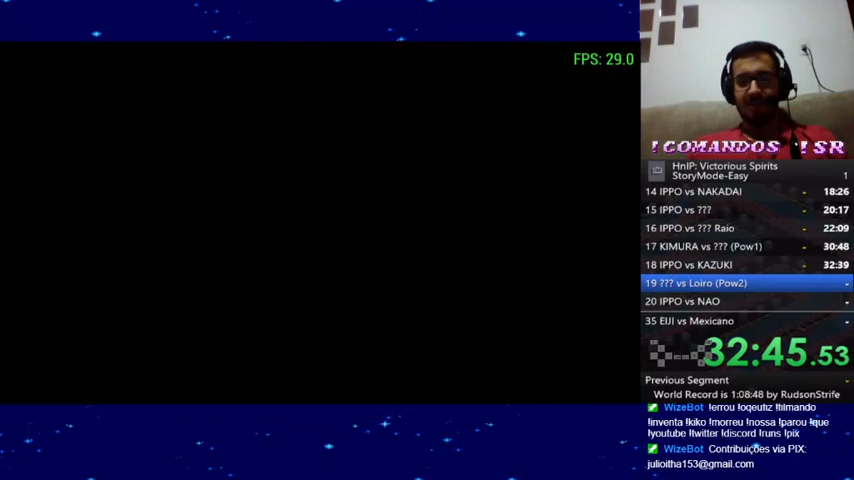 FPS: 29.0
! COMANDOS ! SR
HnIP: Victorious Spirits
StoryMode-Easy 1
14 IPPO vs NAKADAI - 18:26
15 IPPO vs ??? - 20:17
16 IPPO vs ??? Raio - 22:09
17 KIMURA vs ??? (Pow1) - 30:48
18 IPPO vs KAZUKI - 32:39
19 ??? vs Loiro (Pow2) -
20 IPPO vs NAO -
35 EIJI vs Mexicano -
32:45.53
Previous Segment -
World Record is 1:08:48 by RudsonStrife
WizeBot !errou !oqeufiz !filmando
!inventa !kiko !morreu !nossa !parou !que
!youtube !twitter !discord !runs !pix
WizeBot Contribuições via PIX:
julioitha153@gmail.com